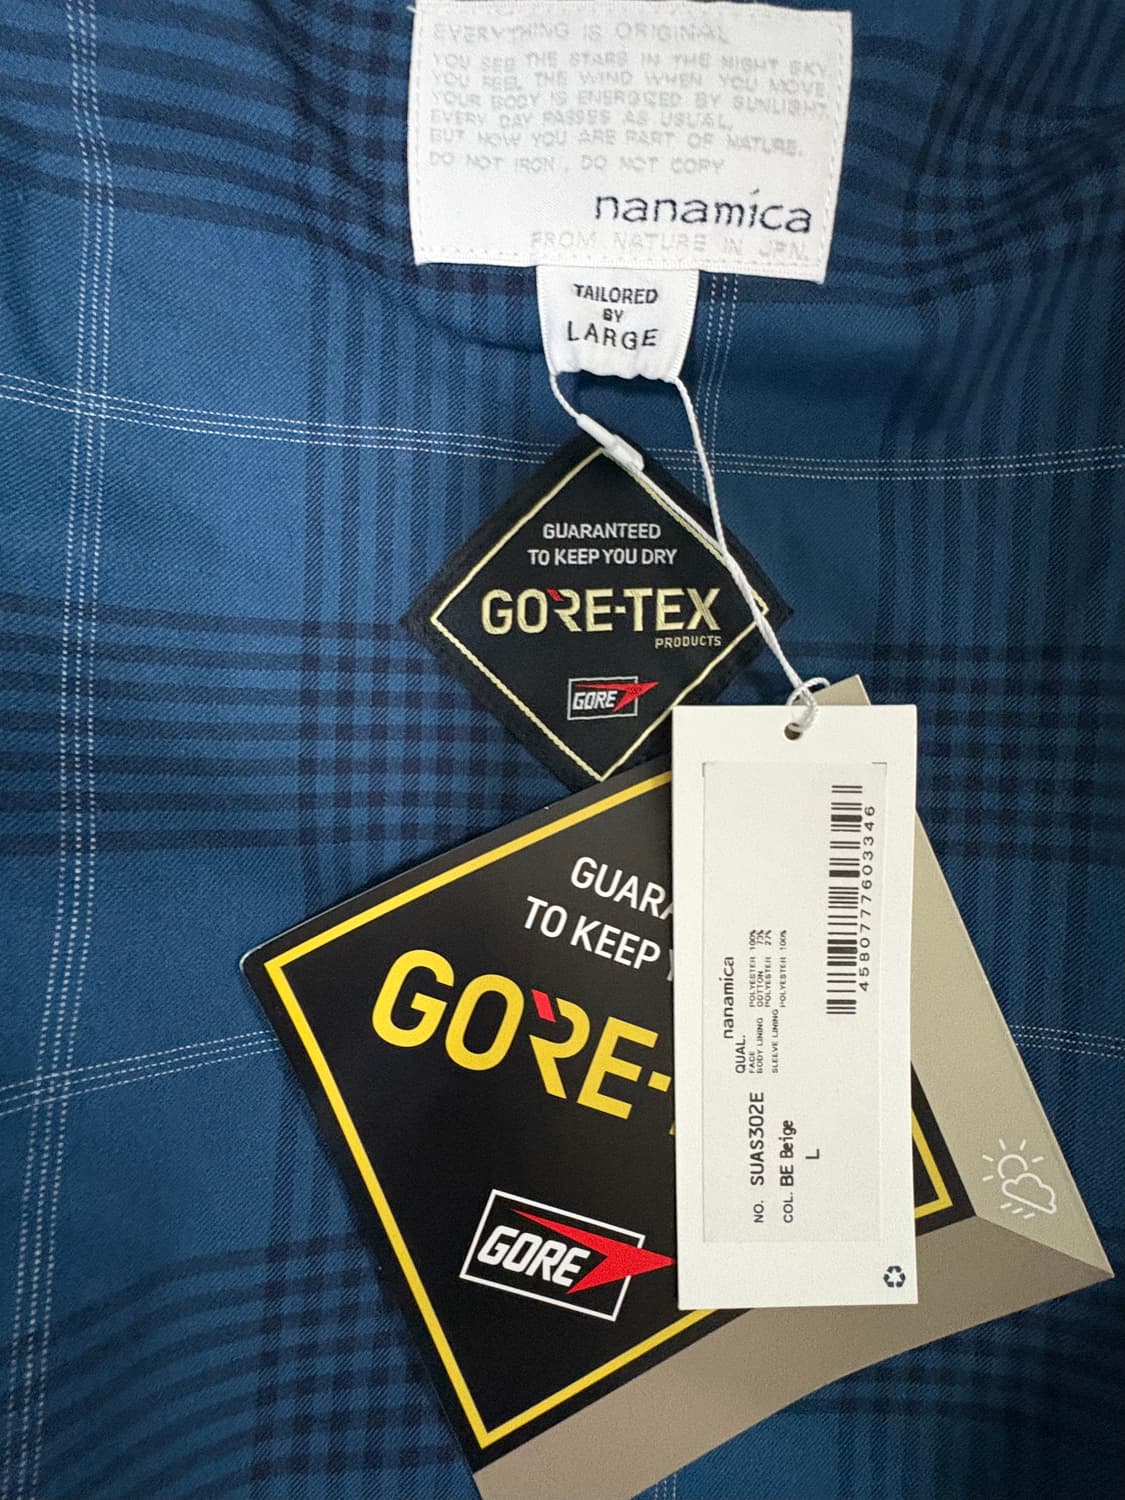 EVERYTHING IS ORIGINAL
YOU SEE THE STARS IN THE NIGHT SKY,
YOU FEEL THE WIND WHEN YOU MOVE,
YOUR BODY IS ENERGIZED BY SUNLIGHT,
EVERY DAY PASSES AS USUAL,
BUT NOW YOU ARE PART OF NATURE.
DO NOT IRON, DO NOT COPY
nanamica
FROM NATURE IN JPN.
TAILORED
BY
LARGE
GUARANTEED
TO KEEP YOU DRY
GORE-TEX
PRODUCTS
GORE
GUARA
TO KEEP Y
GORE-
GORE
nanamica
QUAL.
FACE POLYESTER 100%
BODY LINING COTTON 73%
POLYESTER 27%
SLEEVE LINING POLYESTER 100%
NO. SUAS302E
COL. BE Beige
L
4580777603346